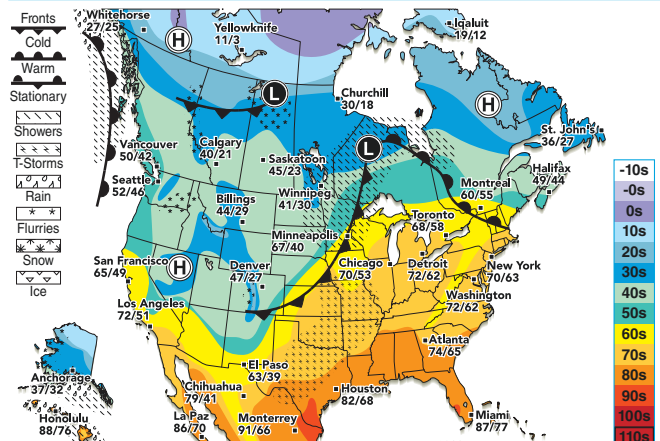 Fronts
Cold
Warm
Stationary
Showers
T-Storms
Rain
Flurries
Snow
Ice
Whitehorse
27/25
Yellowknife
11/3
Iqaluit
19/12
H
L
Churchill
30/18
H
St. John's
36/27
Vancouver
50/42
Calgary
40/21
Saskatoon
45/23
L
Halifax
49/44
Seattle
52/46
Billings
44/29
Winnipeg
41/30
Montreal
60/55
Minneapolis
67/40
Toronto
68/58
San Francisco
65/49
H
Denver
47/27
Chicago
70/53
Detroit
72/62
New York
70/63
Los Angeles
72/51
Washington
72/62
Atlanta
74/65
El Paso
63/39
Anchorage
37/32
Chihuahua
79/41
Houston
82/68
Honolulu
88/76
La Paz
86/70
Monterrey
91/66
Miami
87/77
-10s
-0s
0s
10s
20s
30s
40s
50s
60s
70s
80s
90s
100s
110s